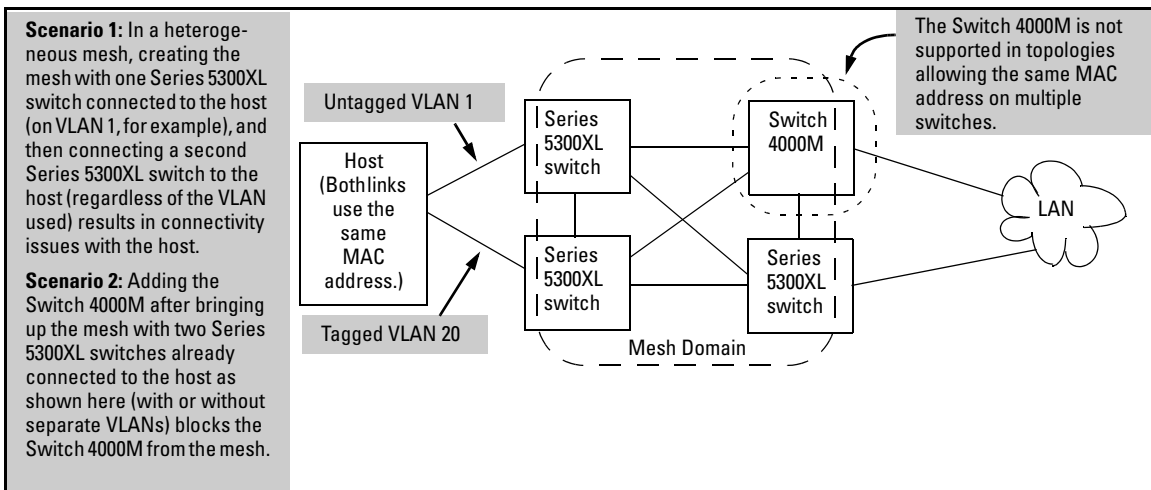 Scenario 1: In a heteroge-
neous mesh, creating the
mesh with one Series 5300XL
switch connected to the host
(on VLAN 1, for example), and
then connecting a second
Series 5300XL switch to the
host (regardless of the VLAN
used) results in connectivity
issues with the host.
Scenario 2: Adding the
Switch 4000M after bringing
up the mesh with two Series
5300XL switches already
connected to the host as
shown here (with or without
separate VLANs) blocks the
Switch 4000M from the mesh.
Untagged VLAN 1
Host
(Both links
use the
same
MAC
address.)
Tagged VLAN 20
Series
5300XL
switch
Series
5300XL
switch
Switch
4000M
Series
5300XL
switch
Mesh Domain
The Switch 4000M is not
supported in topologies
allowing the same MAC
address on multiple
switches.
LAN